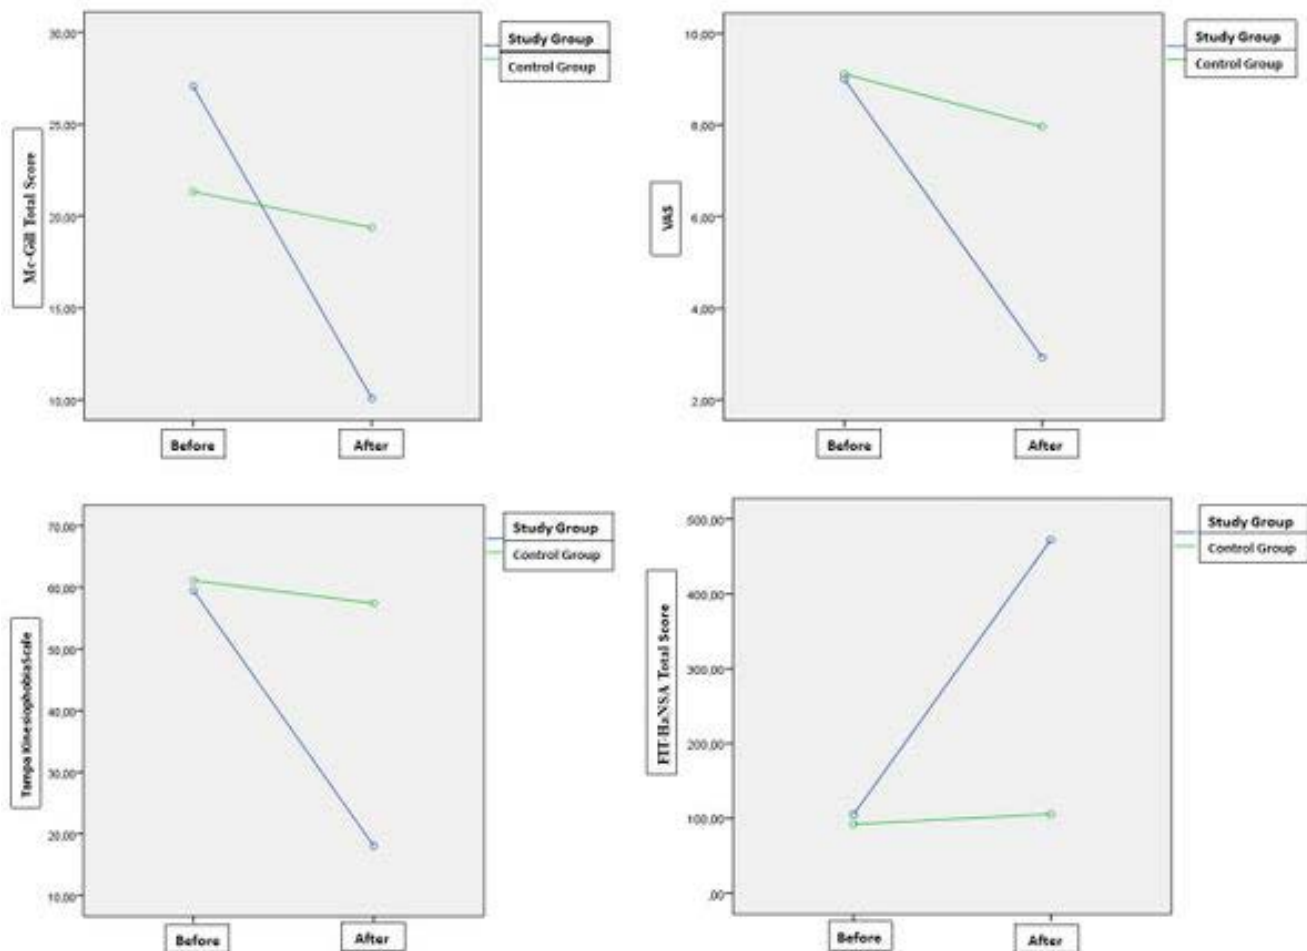 30,00
25,00
20,00
15,00
10,00
Mc-Gill Total Score
Before
After
Study Group
Control Group
10,00
8,00
6,00
4,00
2,00
VAS
Before
After
Study Group
Control Group
70,00
60,00
50,00
40,00
30,00
20,00
10,00
Tampa KinesiophobiaScale
Before
After
Study Group
Control Group
500,00
400,00
300,00
200,00
100,00
,00
FIT-HaNSA Total Score
Before
After
Study Group
Control Group